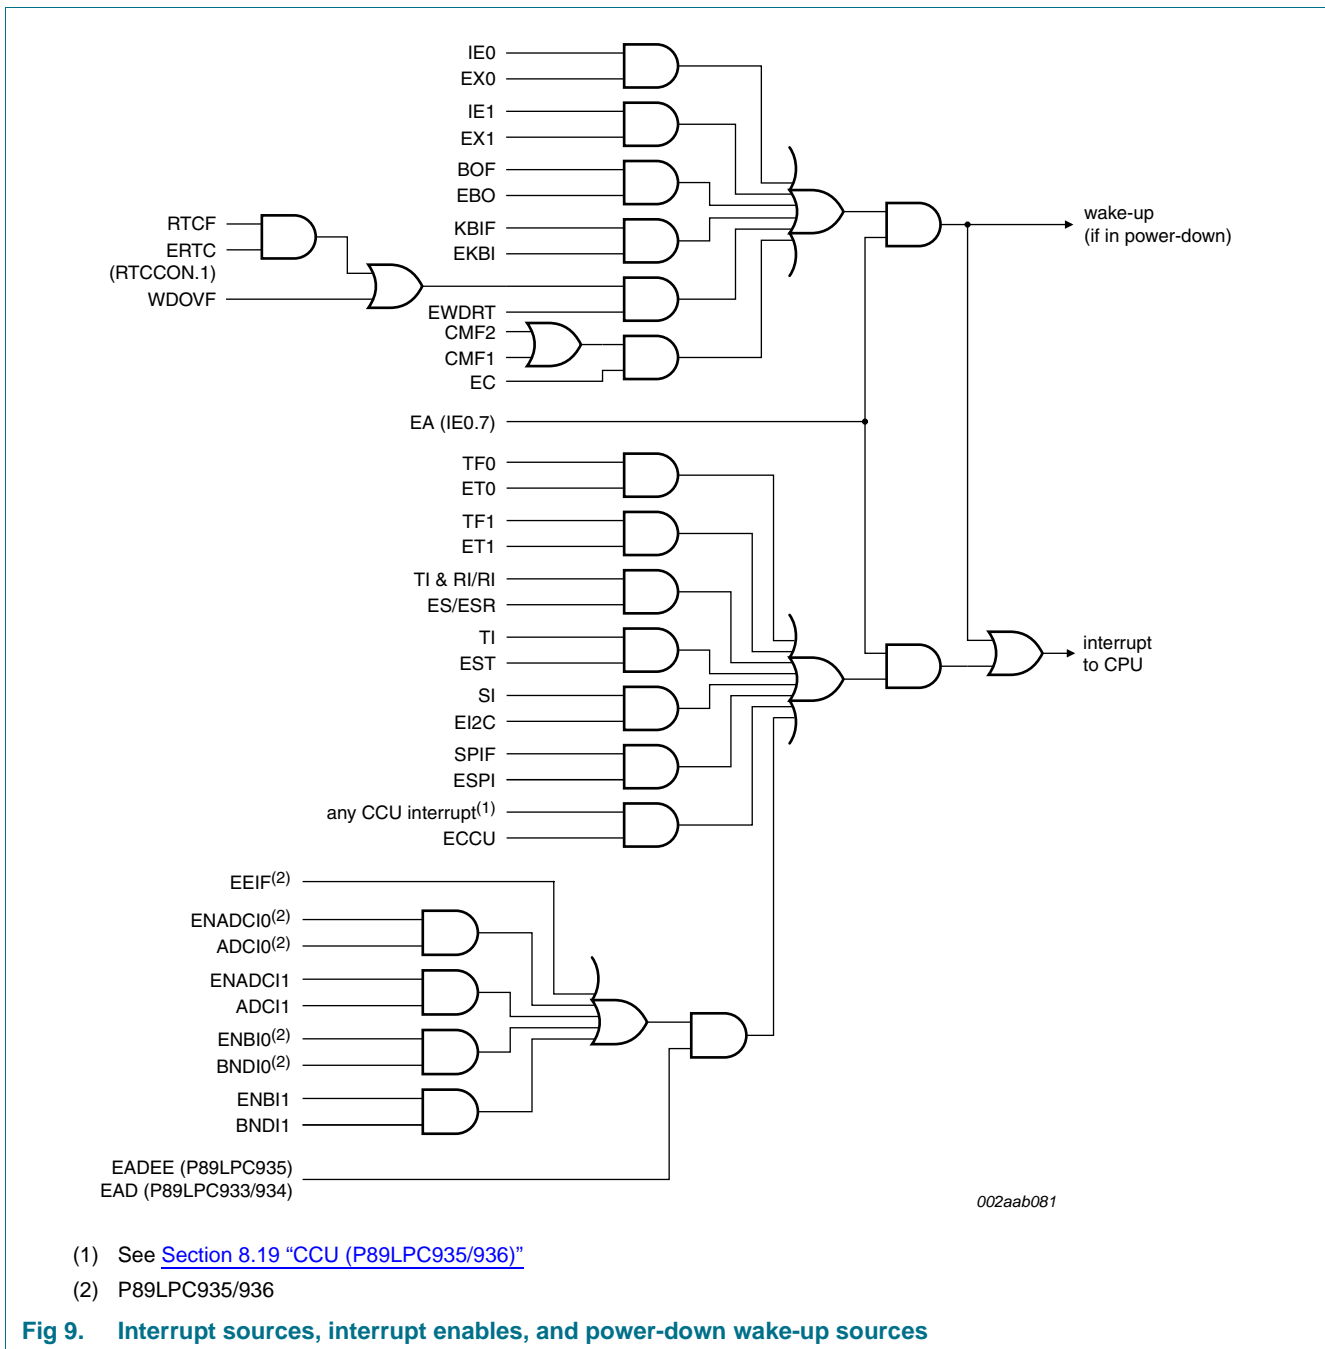 IE0
EX0
IE1
EX1
BOF
EBO
KBIF
EKBI
RTCF
ERTC
(RTCCON.1)
WDOVF
EWDRT
CMF2
CMF1
EC
wake-up
(if in power-down)
EA (IE0.7)
TF0
ET0
TF1
ET1
TI & RI/RI
ES/ESR
TI
EST
SI
EI2C
SPIF
ESPI
any CCU interrupt(1)
ECCU
interrupt
to CPU
EEIF(2)
ENADCI0(2)
ADCI0(2)
ENADCI1
ADCI1
ENBI0(2)
BNDI0(2)
ENBI1
BNDI1
EADEE (P89LPC935)
EAD (P89LPC933/934)
002aab081
(1) See Section 8.19 “CCU (P89LPC935/936)”
(2) P89LPC935/936
Fig 9. Interrupt sources, interrupt enables, and power-down wake-up sources